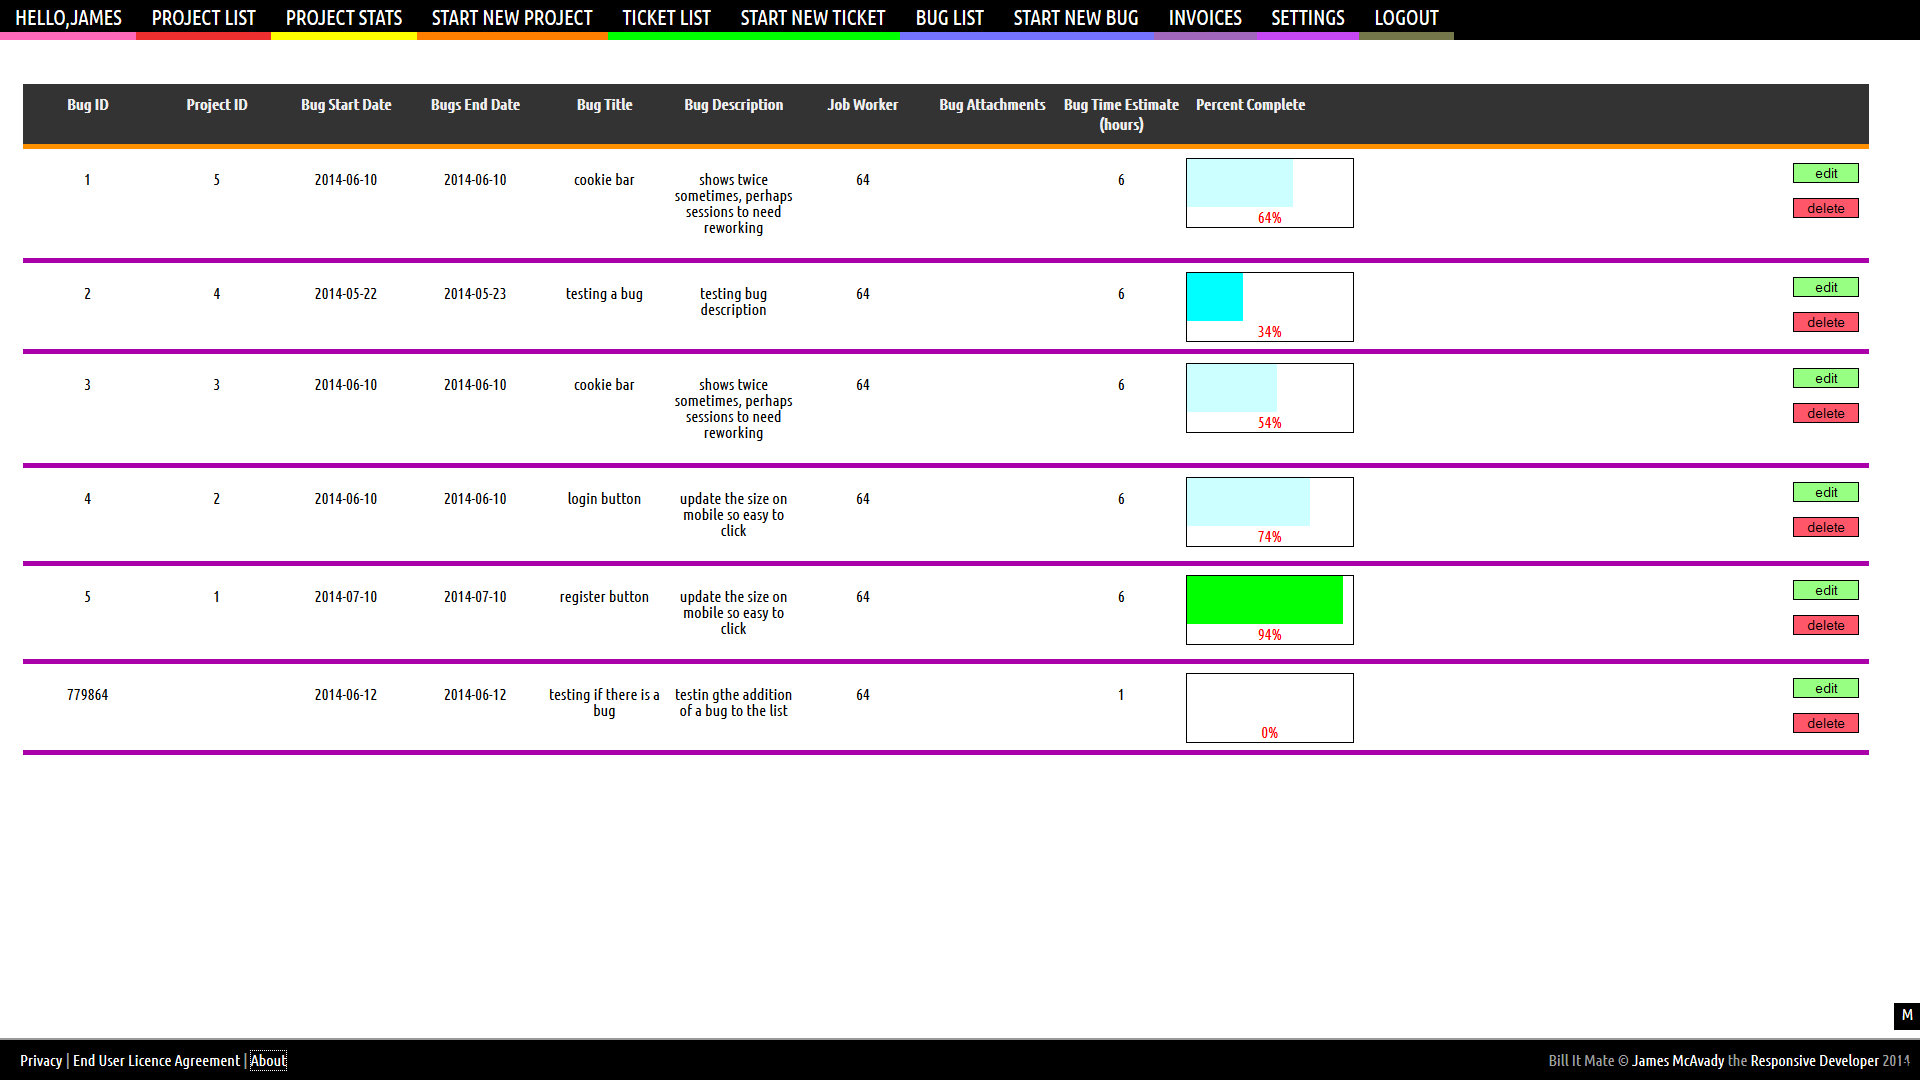 HELLO,JAMES PROJECT LIST PROJECT STATS START NEW PROJECT TICKET LIST START NEW TICKET BUG LIST START NEW BUG INVOICES SETTINGS LOGOUT
Bug ID Project ID Bug Start Date Bugs End Date Bug Title Bug Description Job Worker Bug Attachments Bug Time Estimate (hours) Percent Complete
1 5 2014-06-10 2014-06-10 cookie bar shows twice sometimes, perhaps sessions to need reworking 64 6 64% edit delete
2 4 2014-05-22 2014-05-23 testing a bug testing bug description 64 6 34% edit delete
3 3 2014-06-10 2014-06-10 cookie bar shows twice sometimes, perhaps sessions to need reworking 64 6 54% edit delete
4 2 2014-06-10 2014-06-10 login button update the size on mobile so easy to click 64 6 74% edit delete
5 1 2014-07-10 2014-07-10 register button update the size on mobile so easy to click 64 6 94% edit delete
779864 2014-06-12 2014-06-12 testing if there is a bug testin gthe addition of a bug to the list 64 1 0% edit delete
M
Privacy | End User Licence Agreement | About
Bill It Mate © James McAvady the Responsive Developer 2014